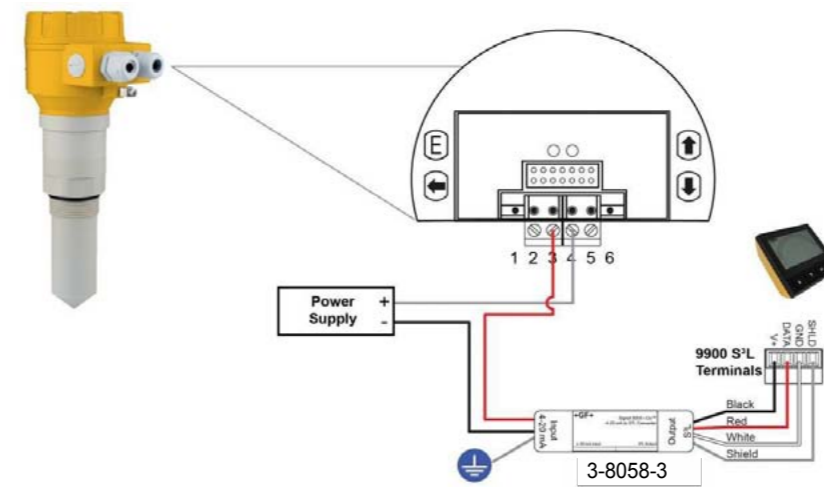 E
1 2 3 4 5 6
Power
Supply
+
-
V+
DATA
GND
SHLD
9900 S³L
Terminals
Black
Red
White
Shield
Input
4-20 mA
+GF+
Output
S³L
3-8058-3